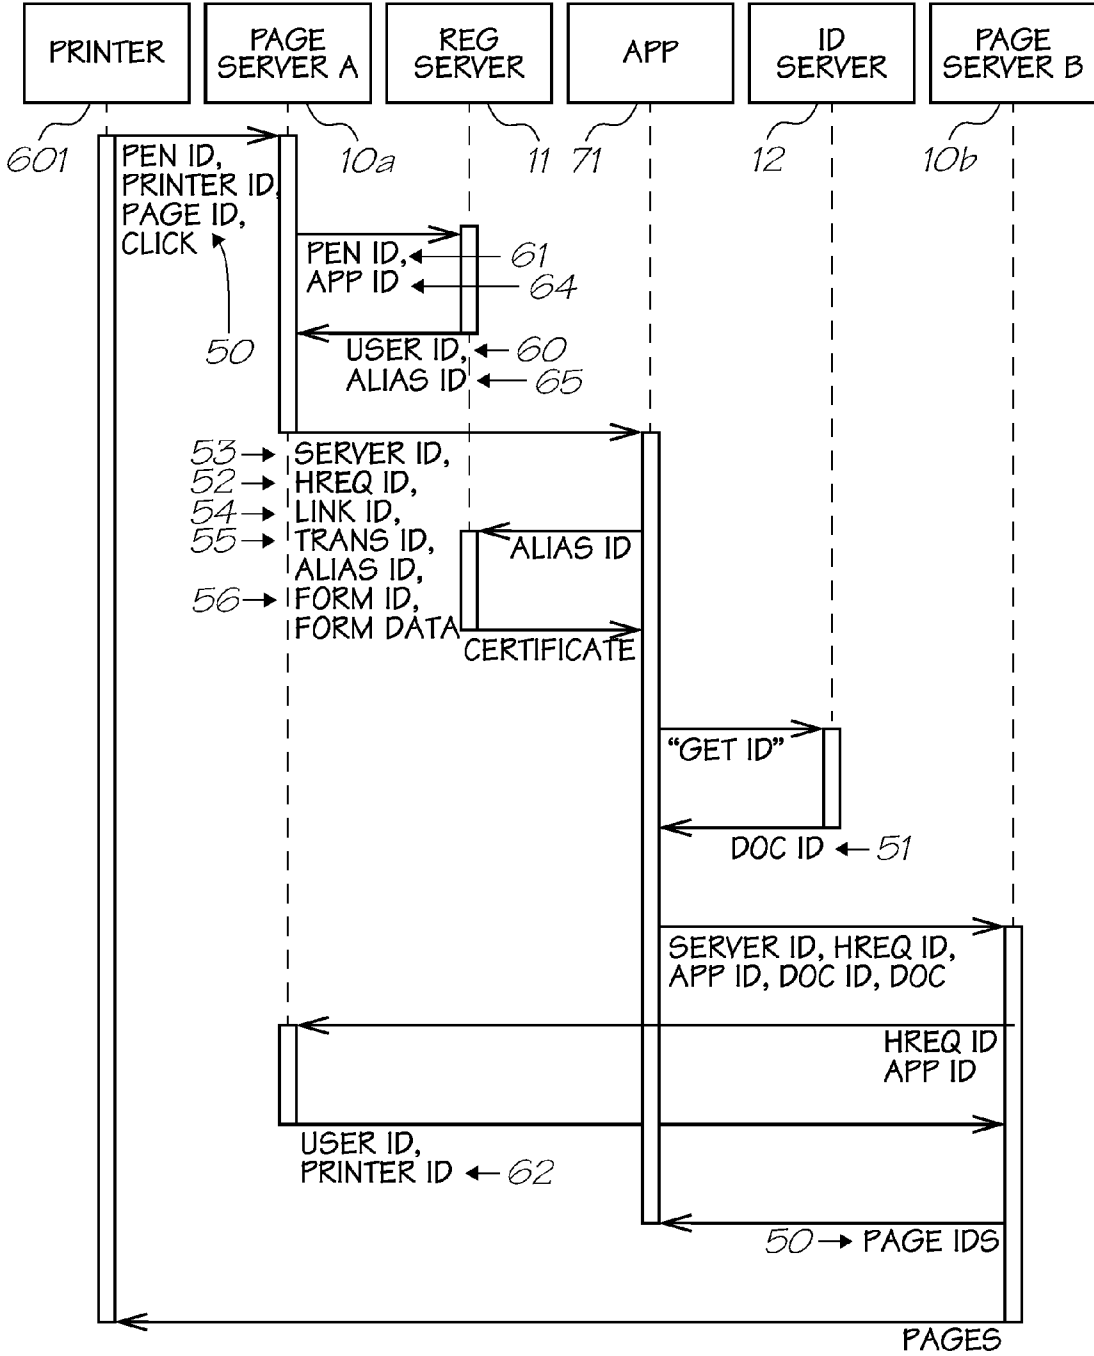 PRINTER
PAGE
SERVER A
REG
SERVER
APP
ID
SERVER
PAGE
SERVER B
601
10a
11
71
12
10b
PEN ID,
PRINTER ID,
PAGE ID,
CLICK
50
PEN ID,
61
APP ID
64
USER ID,
60
ALIAS ID
65
53
SERVER ID,
52
HREQ ID,
54
LINK ID,
55
TRANS ID,
ALIAS ID,
56
FORM ID,
FORM DATA
ALIAS ID
CERTIFICATE
“GET ID”
DOC ID
51
SERVER ID, HREQ ID,
APP ID, DOC ID, DOC
HREQ ID
APP ID
USER ID,
PRINTER ID
62
50
PAGE IDS
PAGES